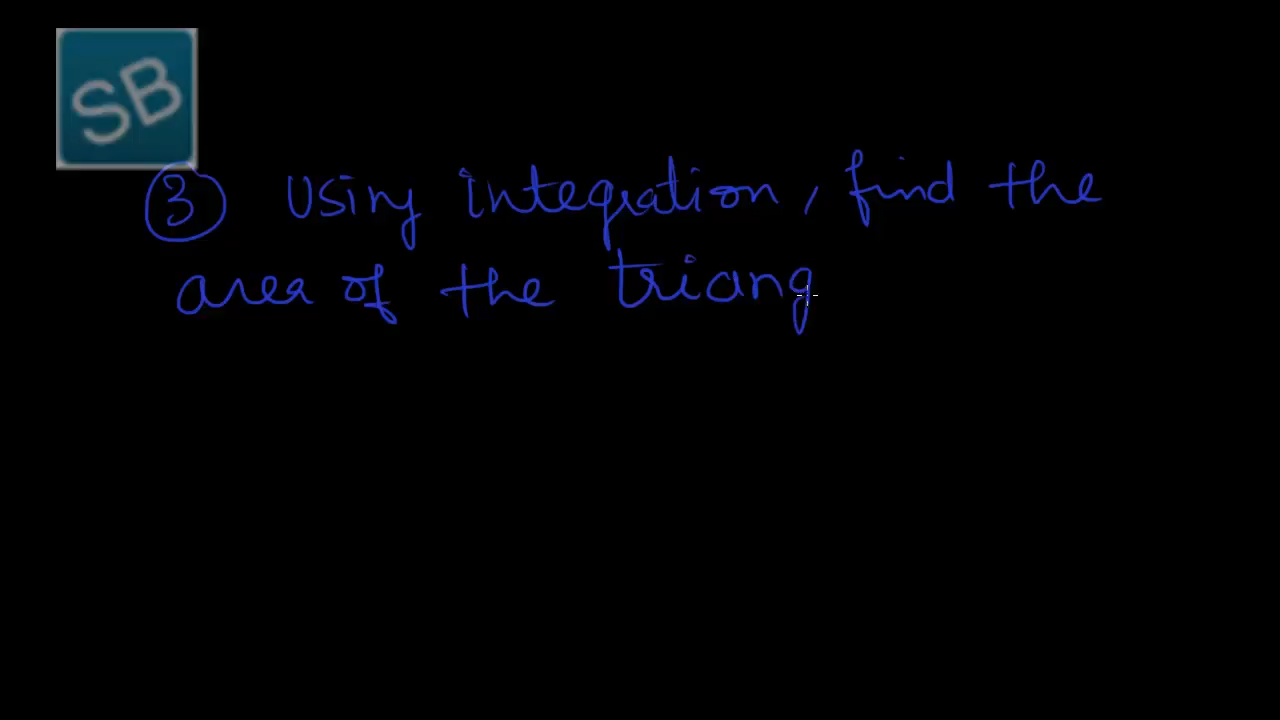 SB
3 Using integration, find the
area of the triang